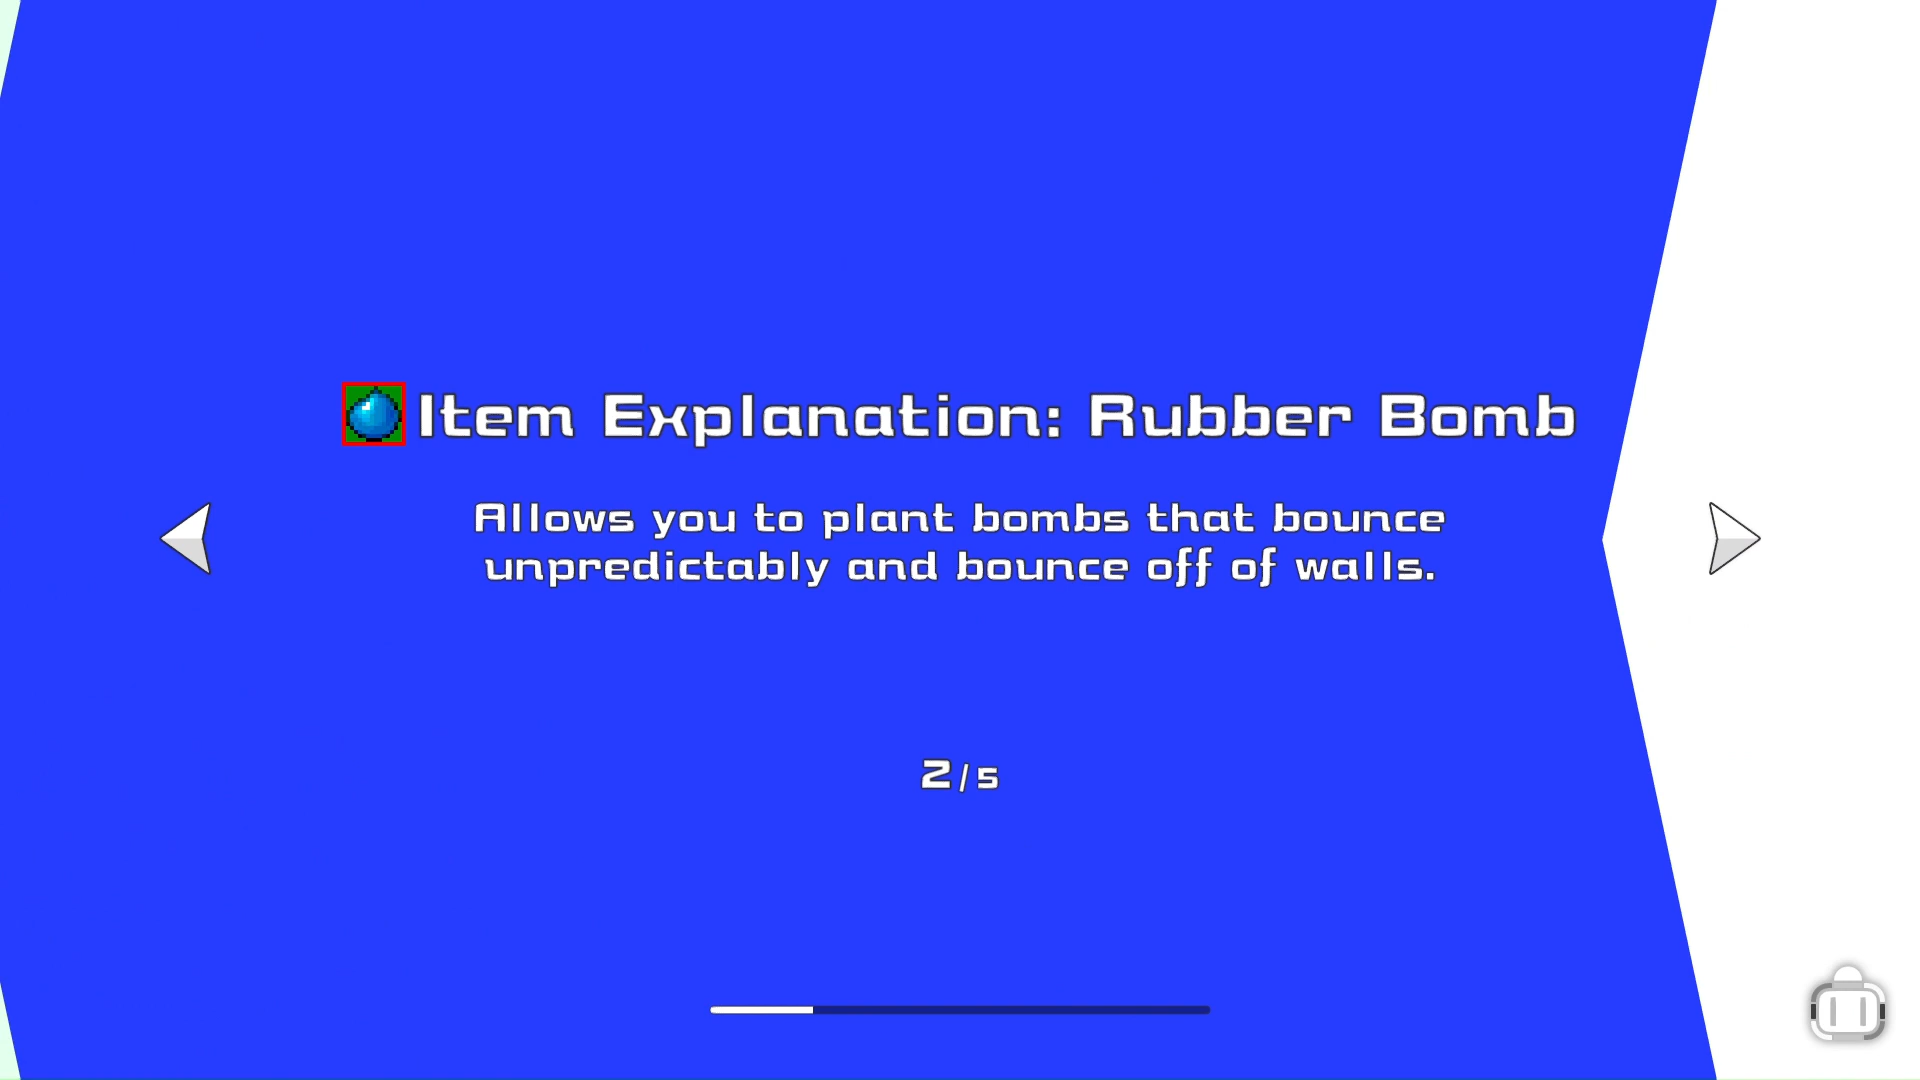 Item Explanation: Rubber Bomb
Allows you to plant bombs that bounce
unpredictably and bounce off of walls.
2/5